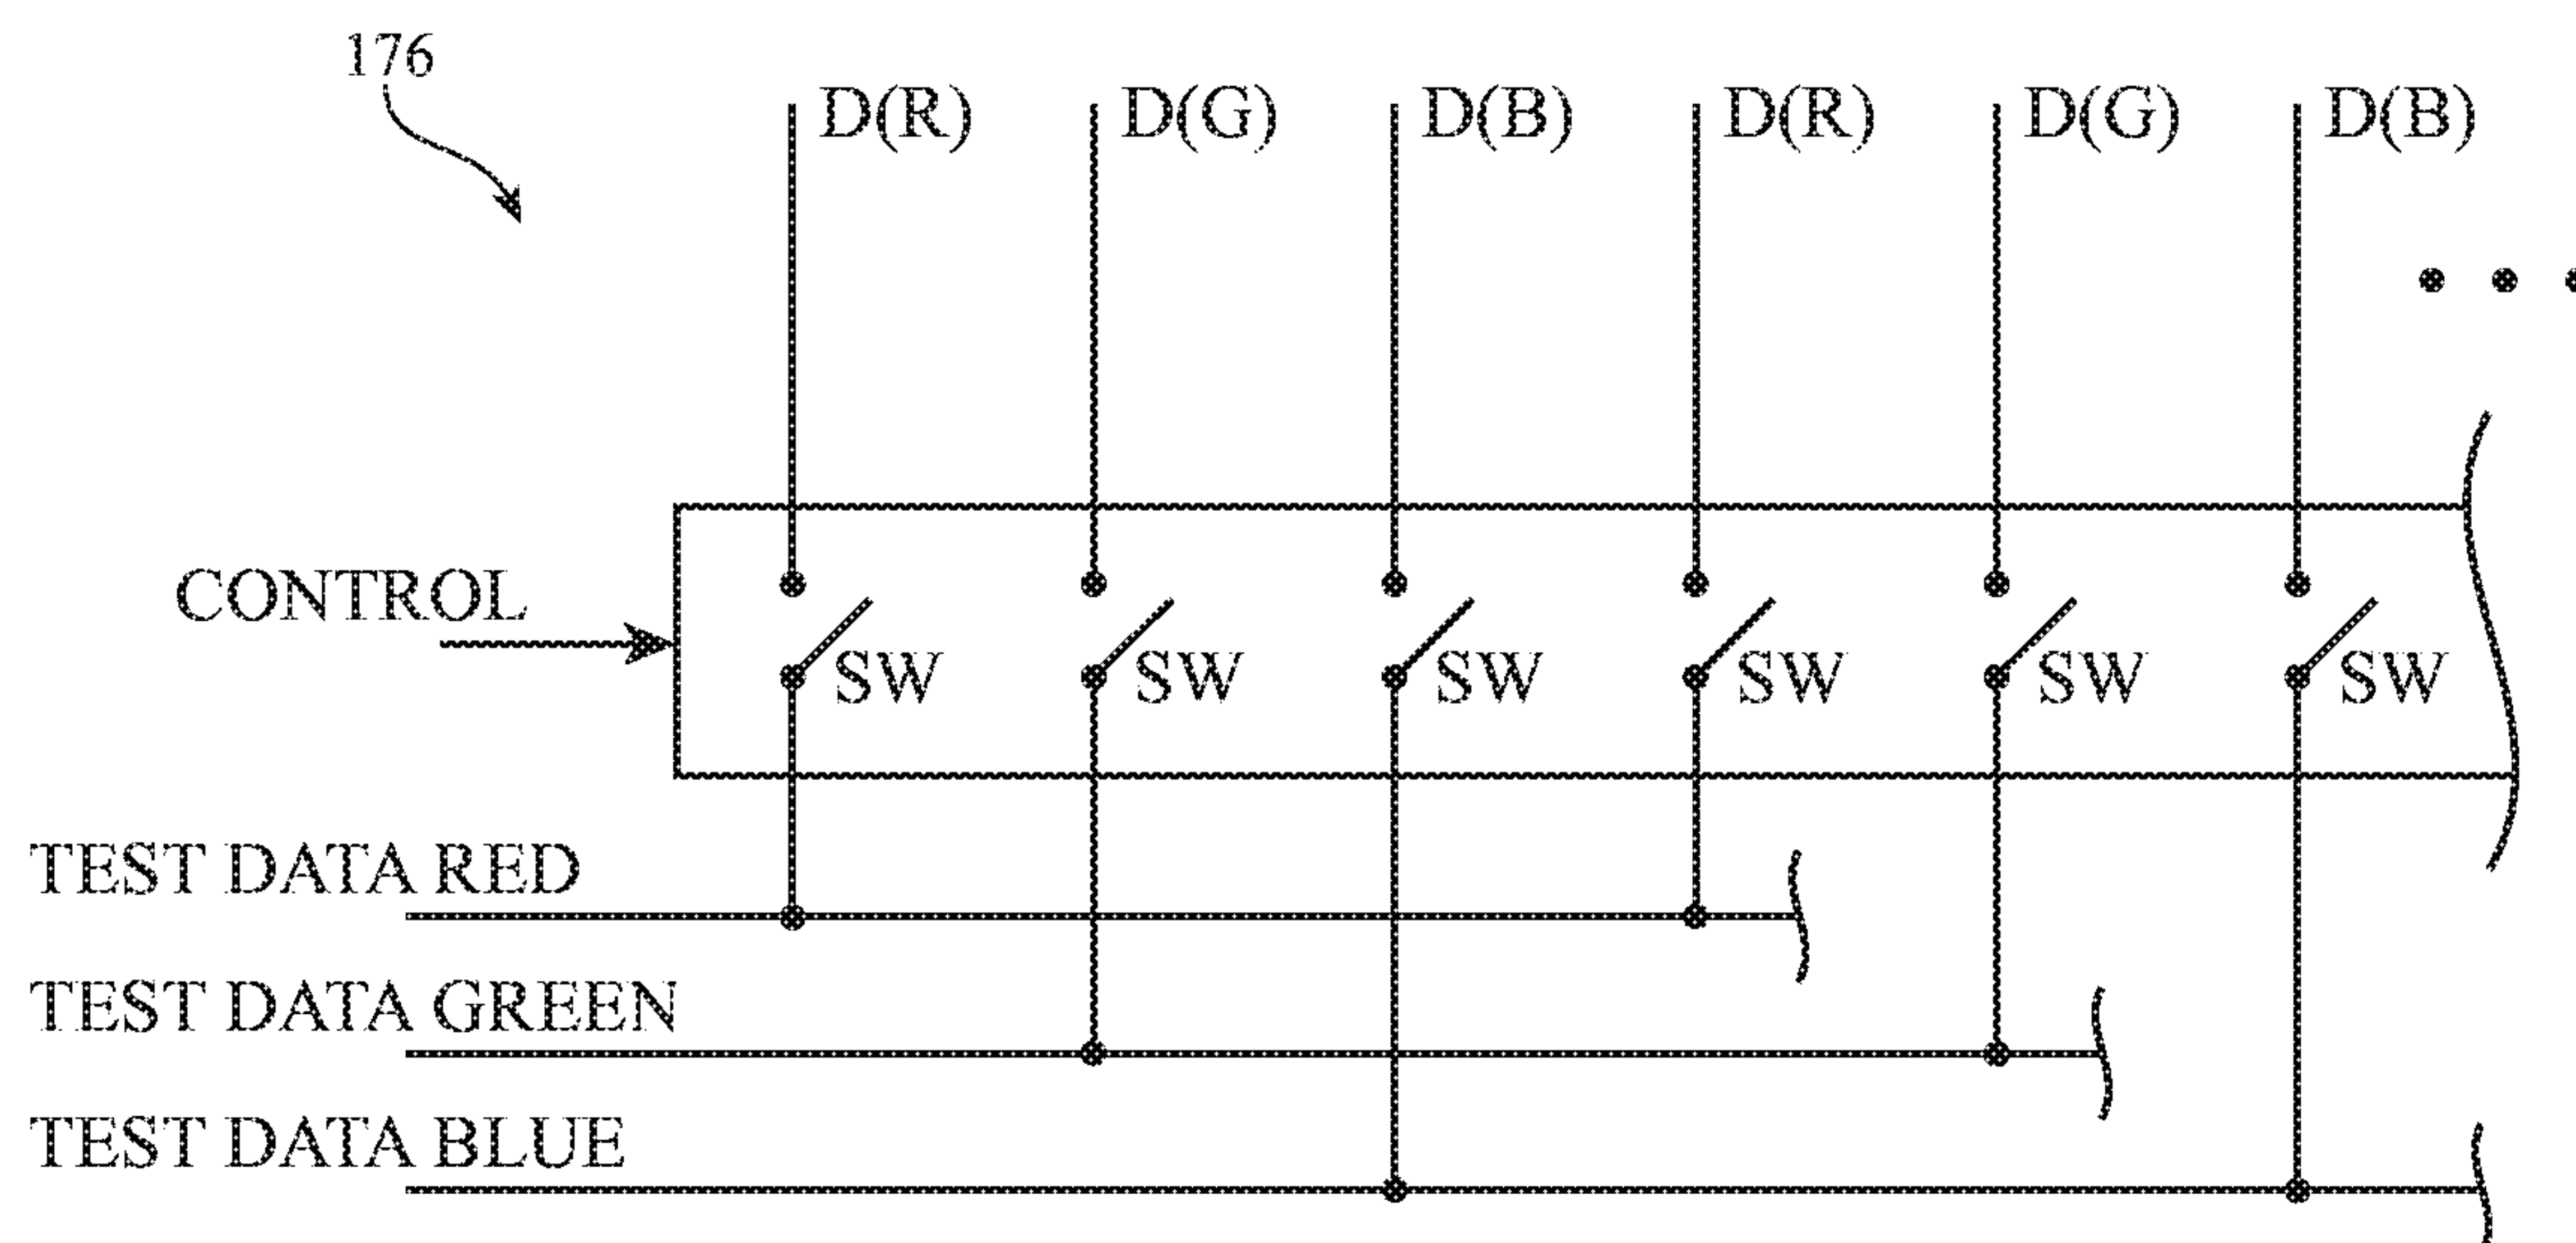 176
D(R) D(G) D(B) D(R) D(G) D(B)
CONTROL
SW SW SW SW SW SW
TEST DATA RED
TEST DATA GREEN
TEST DATA BLUE